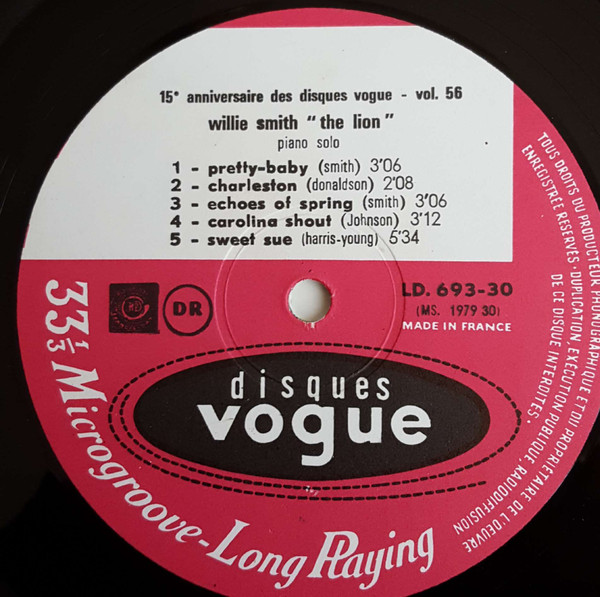 15e anniversaire des disques vogue - vol. 56
willie smith "the lion"
piano solo
1 - pretty-baby (smith) 3'06
2 - charleston (donaldson) 2'08
3 - echoes of spring (smith) 3'06
4 - carolina shout (Johnson) 3'12
5 - sweet sue (harris-young) 5'34
DR
LD. 693-30
(MS. 1979 30)
MADE IN FRANCE
disques
vogue
33 1/3 Microgroove - Long Playing
TOUS DROITS DU PRODUCTEUR PHONOGRAPHIQUE ET DU PROPRIETAIRE DE L'OEUVRE
ENREGISTREE RESERVES · DUPLICATION, EXECUTION PUBLIQUE, RADIODIFFUSION
DE CE DISQUE INTERDITES.